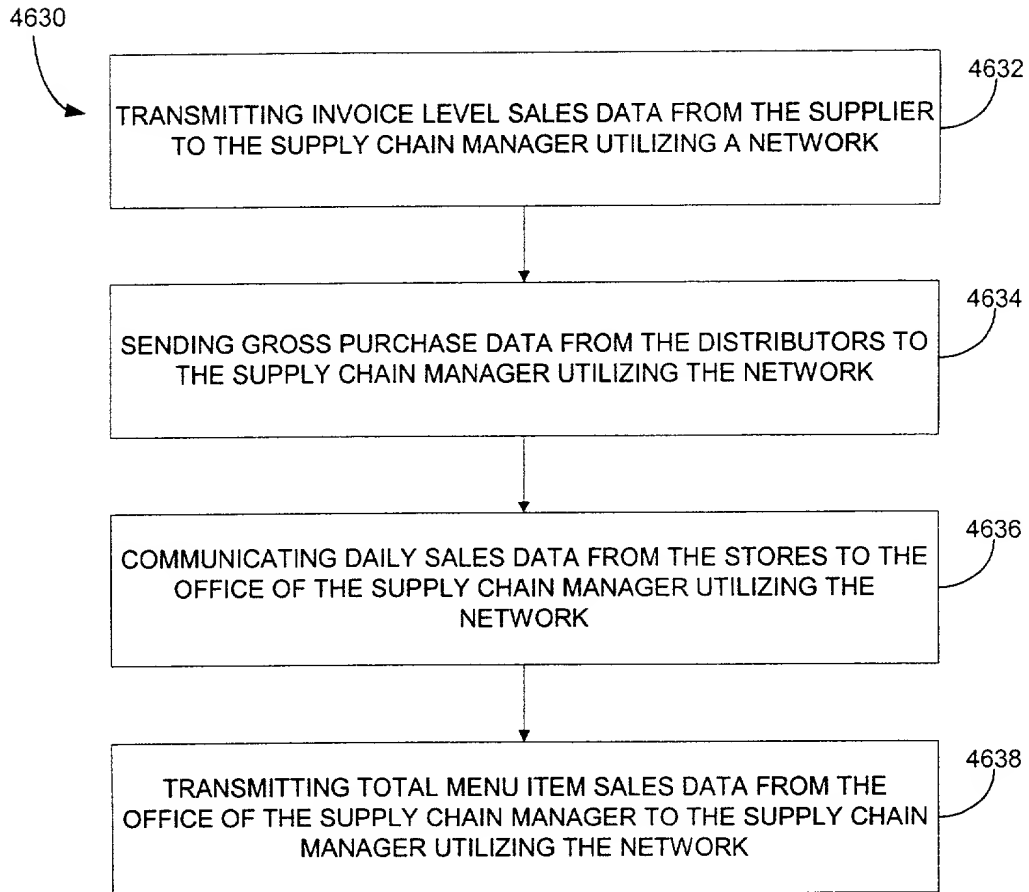 4630
4632
TRANSMITTING INVOICE LEVEL SALES DATA FROM THE SUPPLIER
TO THE SUPPLY CHAIN MANAGER UTILIZING A NETWORK
4634
SENDING GROSS PURCHASE DATA FROM THE DISTRIBUTORS TO
THE SUPPLY CHAIN MANAGER UTILIZING THE NETWORK
4636
COMMUNICATING DAILY SALES DATA FROM THE STORES TO THE
OFFICE OF THE SUPPLY CHAIN MANAGER UTILIZING THE
NETWORK
4638
TRANSMITTING TOTAL MENU ITEM SALES DATA FROM THE
OFFICE OF THE SUPPLY CHAIN MANAGER TO THE SUPPLY CHAIN
MANAGER UTILIZING THE NETWORK